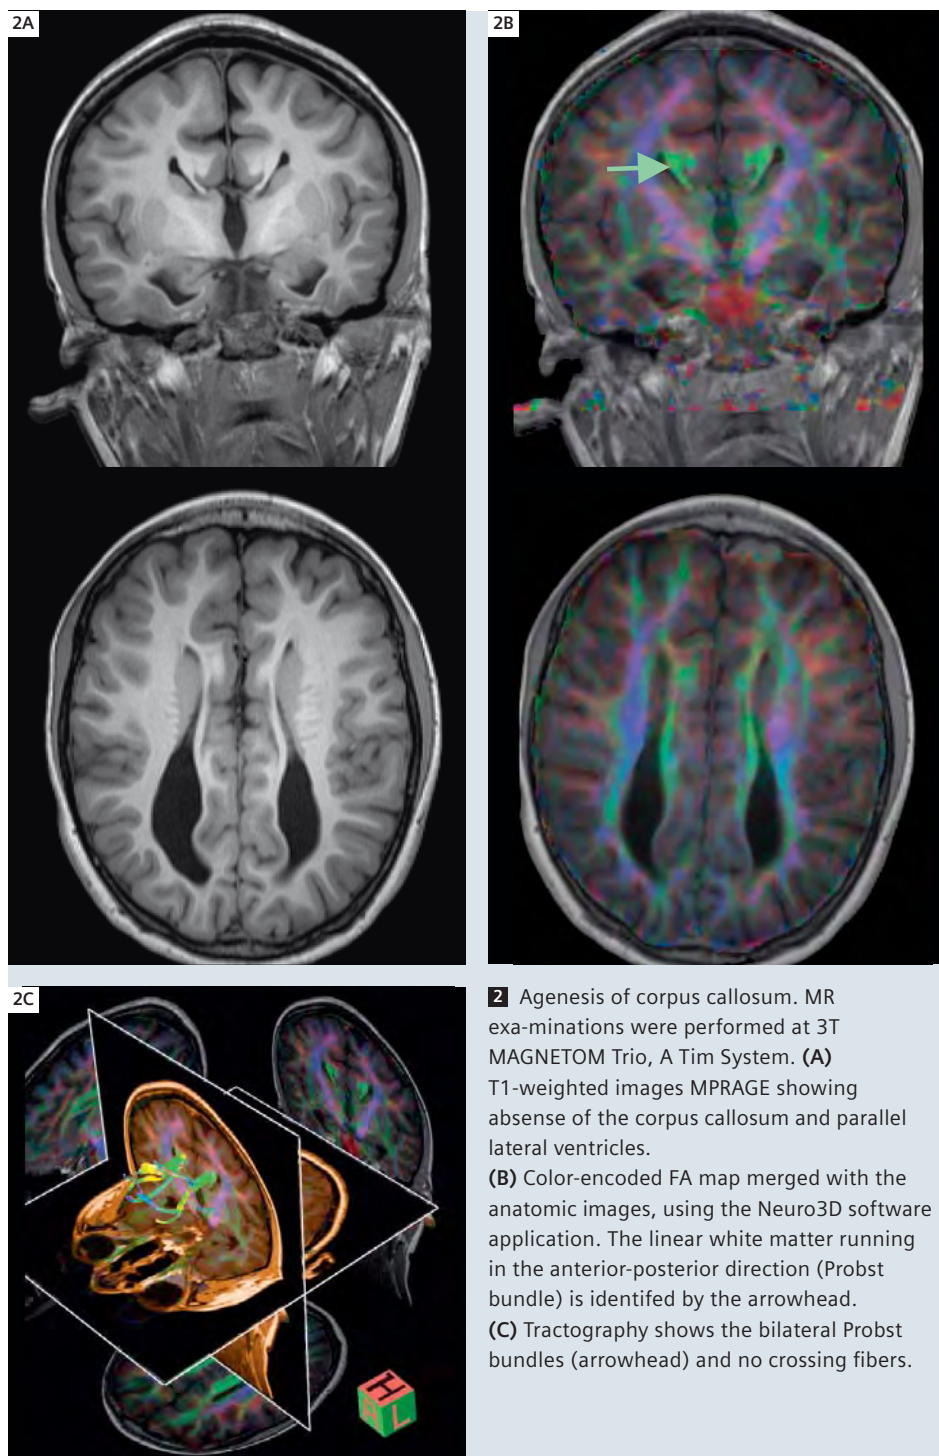 2A
2B
2C
2 Agenesis of corpus callosum. MR
exa-minations were performed at 3T
MAGNETOM Trio, A Tim System. (A)
T1-weighted images MPRAGE showing
absense of the corpus callosum and parallel
lateral ventricles.
(B) Color-encoded FA map merged with the
anatomic images, using the Neuro3D software
application. The linear white matter running
in the anterior-posterior direction (Probst
bundle) is identifed by the arrowhead.
(C) Tractography shows the bilateral Probst
bundles (arrowhead) and no crossing fibers.
H
A L